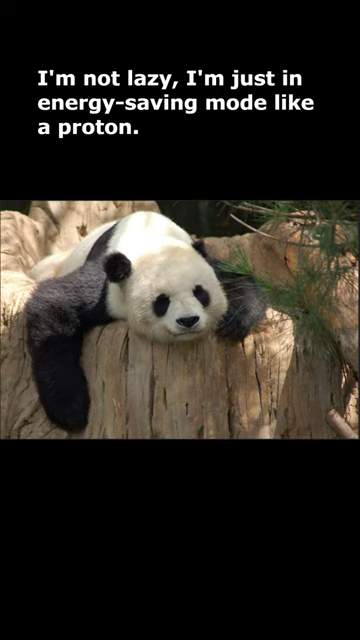 I'm not lazy, I'm just in
energy-saving mode like
a proton.